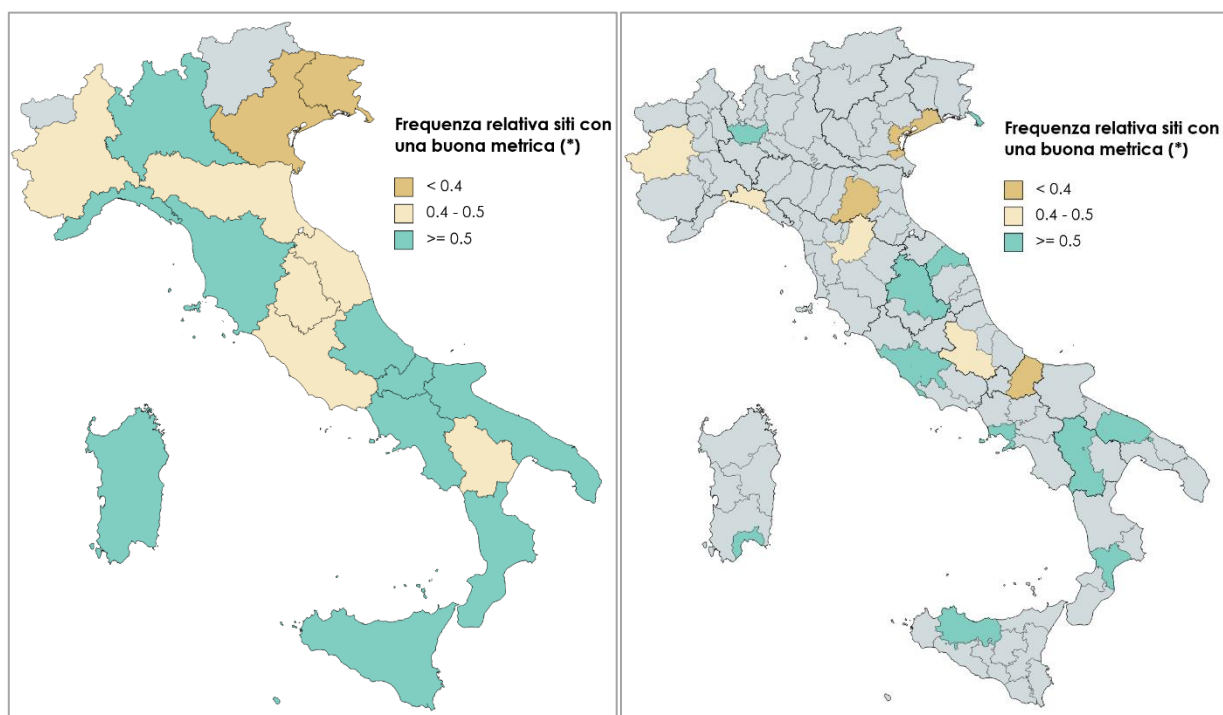 Frequenza relativa siti con
una buona metrica (*)
< 0.4
0.4 - 0.5
>= 0.5
Frequenza relativa siti con
una buona metrica (*)
< 0.4
0.4 - 0.5
>= 0.5